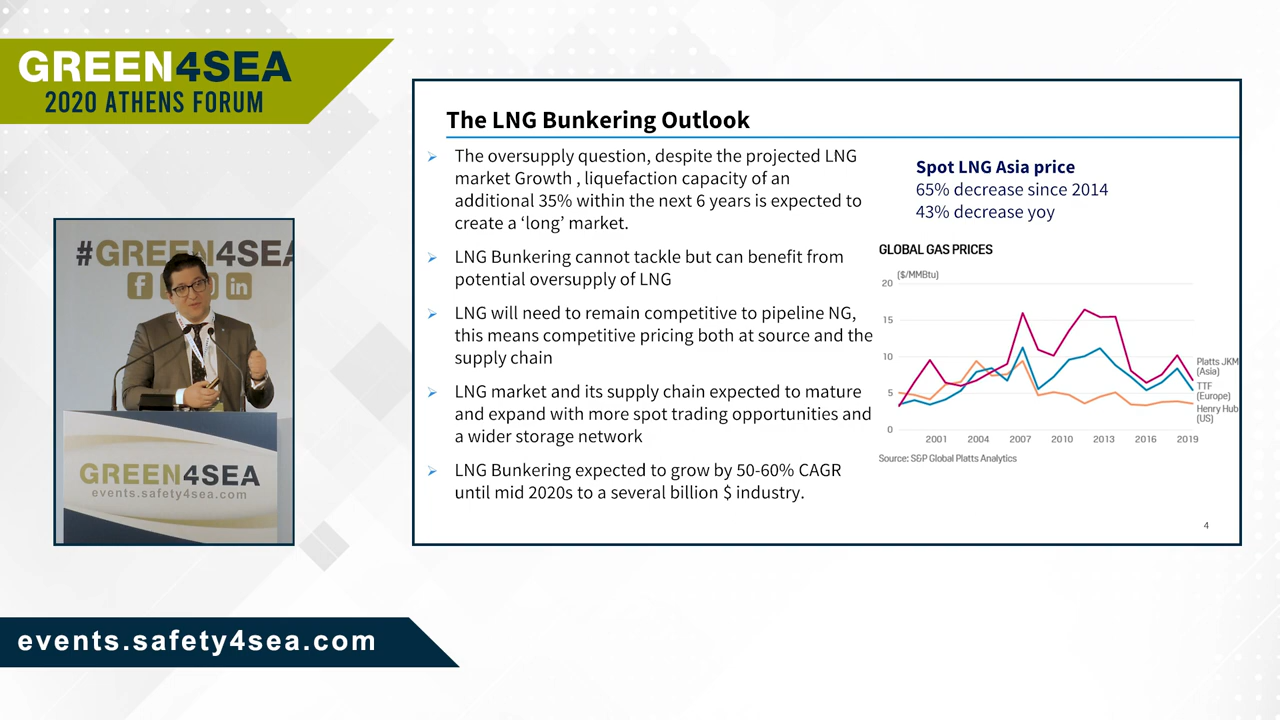 GREEN4SEA
2020 ATHENS FORUM
#GREEN4SEA
f
in
GREEN4SEA
events.safety4sea.com
events.safety4sea.com
The LNG Bunkering Outlook
The oversupply question, despite the projected LNG
market Growth , liquefaction capacity of an
additional 35% within the next 6 years is expected to
create a ‘long’ market.
LNG Bunkering cannot tackle but can benefit from
potential oversupply of LNG
LNG will need to remain competitive to pipeline NG,
this means competitive pricing both at source and the
supply chain
LNG market and its supply chain expected to mature
and expand with more spot trading opportunities and
a wider storage network
LNG Bunkering expected to grow by 50-60% CAGR
until mid 2020s to a several billion $ industry.
Spot LNG Asia price
65% decrease since 2014
43% decrease yoy
GLOBAL GAS PRICES
($/MMBtu)
20
15
10
5
0
2001 2004 2007 2010 2013 2016 2019
Platts JKM
(Asia)
TTF
(Europe)
Henry Hub
(US)
Source: S&P Global Platts Analytics
4